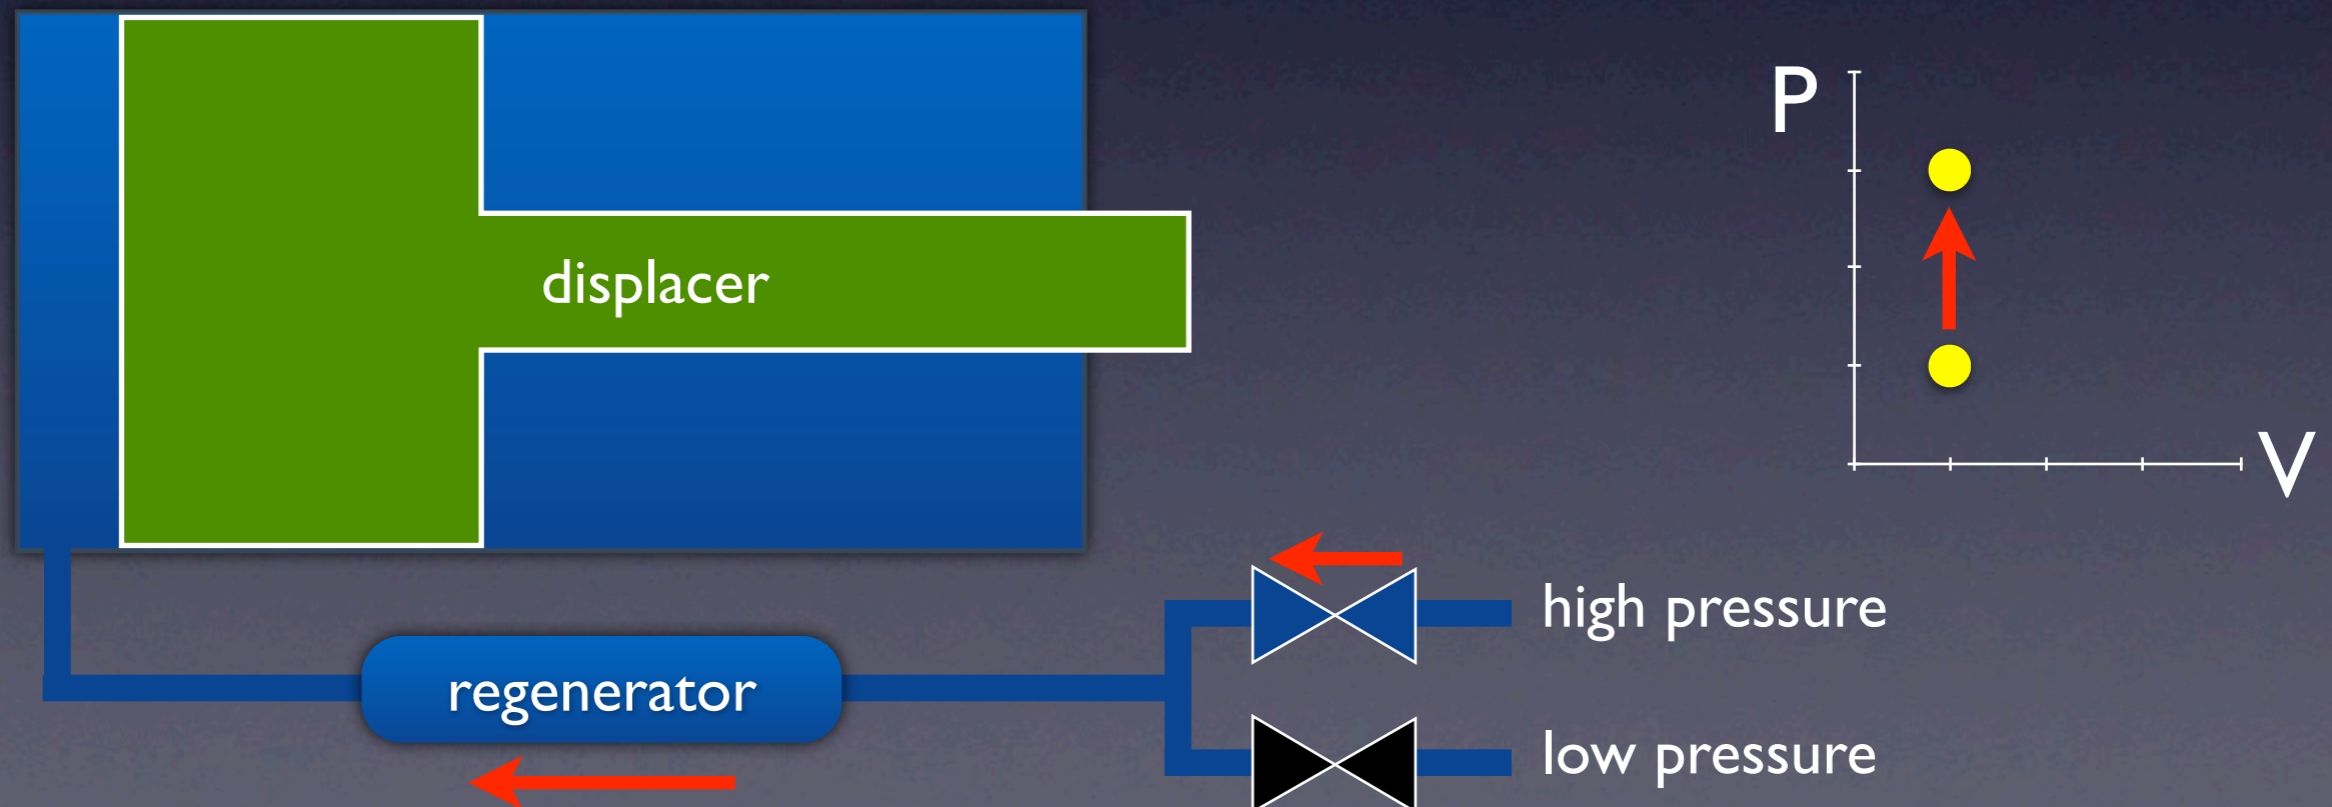 P
displacer
V
high pressure
regenerator
low pressure